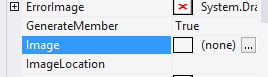 ErrorImage System.Dra
GenerateMember True
Image (none) ...
ImageLocation